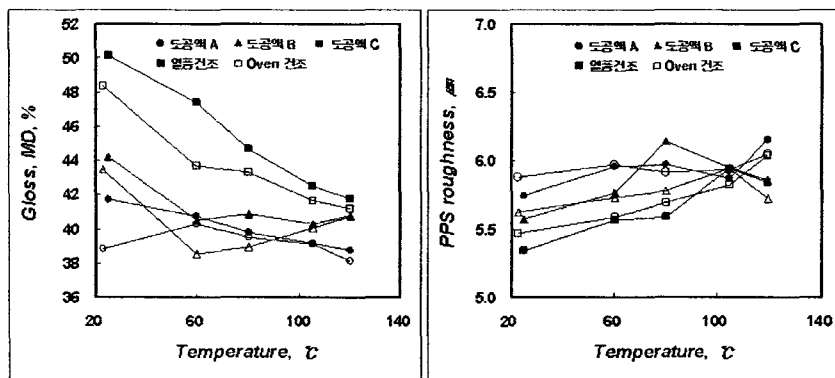 52
50
48
46
44
42
40
38
36
Gloss, MD, %
도공액 A 도공액 B 도공액 C
열풍건조 Oven 건조
20 60 100 140
Temperature, ℃
7.0
6.5
6.0
5.5
5.0
PPS roughness, ㎛
도공액 A 도공액 B 도공액 C
열풍건조 Oven 건조
20 60 100 140
Temperature, ℃